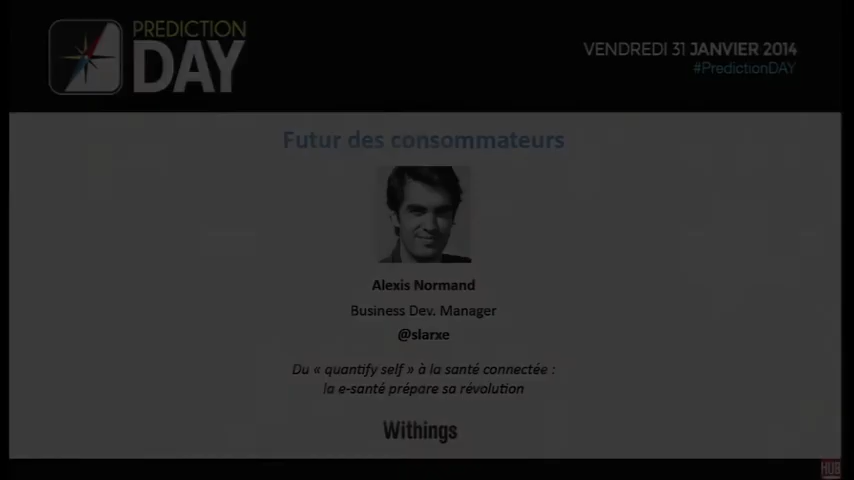 PREDICTION
DAY
VENDREDI 31 JANVIER 2014
#PredictionDAY
Futur des consommateurs
Alexis Normand
Business Dev. Manager
@slarxe
Du « quantify self » à la santé connectée :
la e-santé prépare sa révolution
Withings
HUB